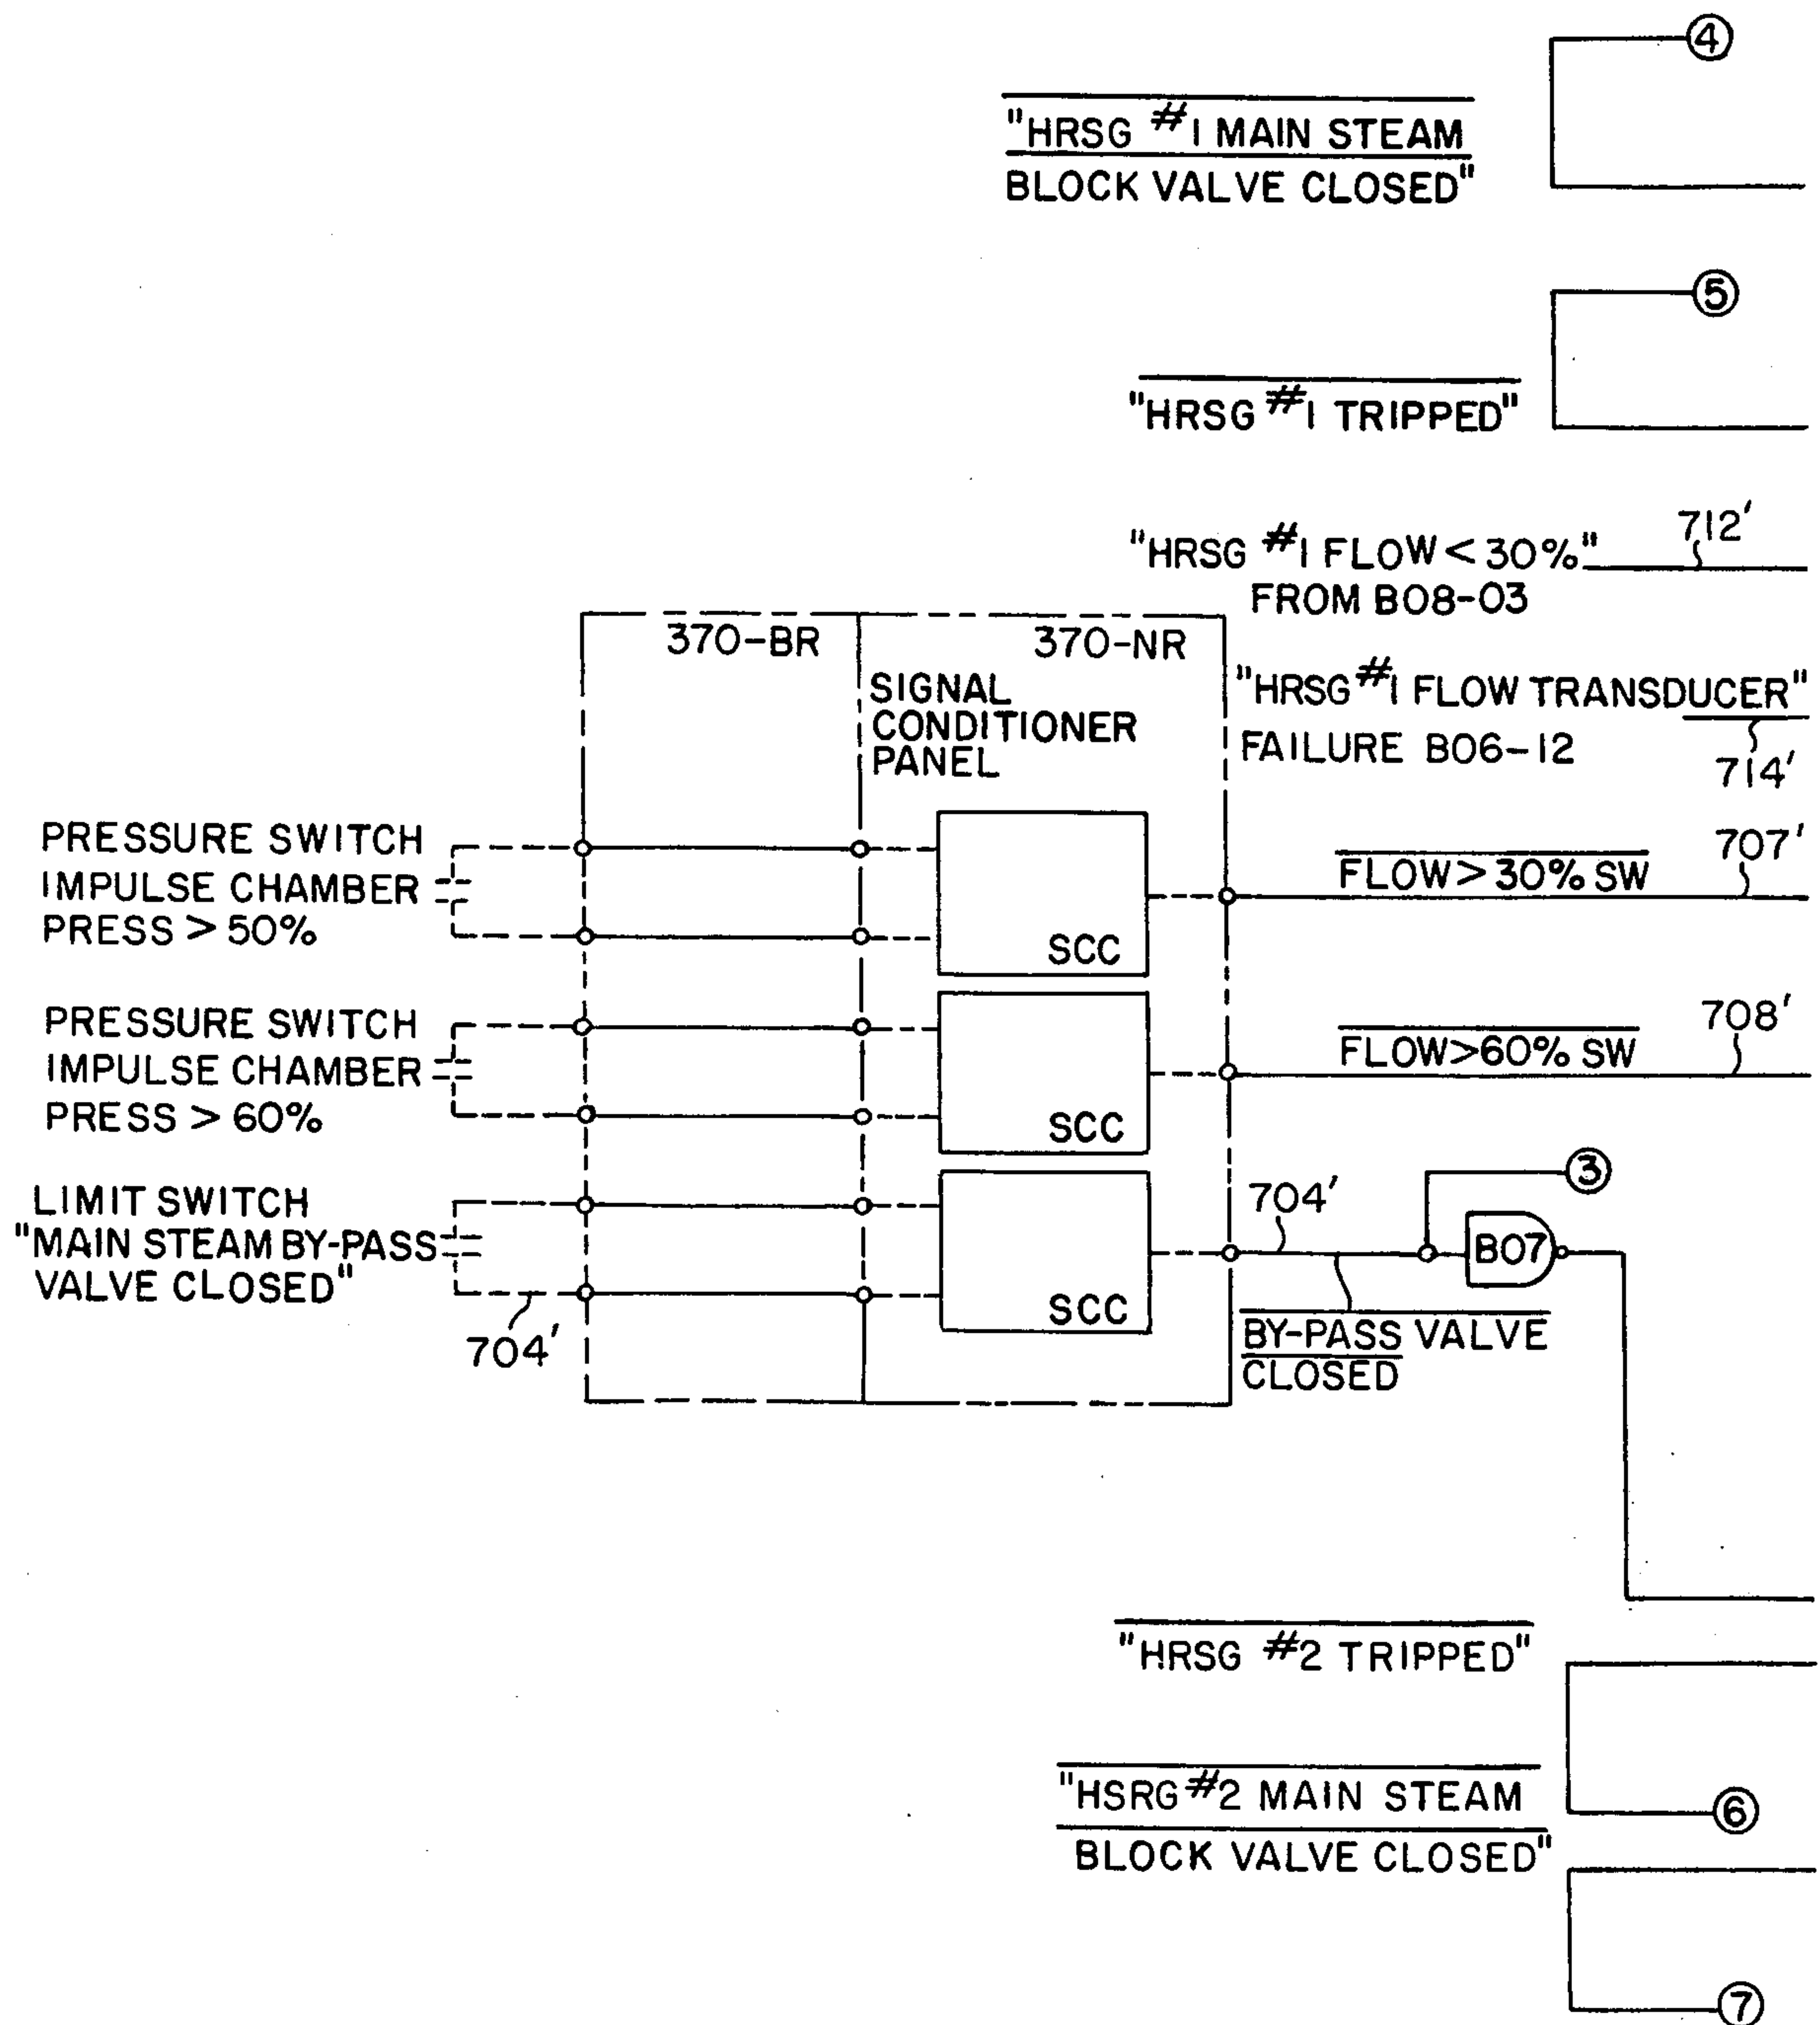 4
"HRSG #1 MAIN STEAM
BLOCK VALVE CLOSED"
5
"HRSG #1 TRIPPED"
712'
"HRSG #1 FLOW < 30%"
FROM B08-03
370-BR
370-NR
SIGNAL
CONDITIONER
PANEL
"HRSG #1 FLOW TRANSDUCER"
FAILURE B06-12
714'
PRESSURE SWITCH
IMPULSE CHAMBER
PRESS > 50%
SCC
FLOW > 30% SW
707'
PRESSURE SWITCH
IMPULSE CHAMBER
PRESS > 60%
SCC
FLOW>60% SW
708'
LIMIT SWITCH
"MAIN STEAM BY-PASS
VALVE CLOSED"
704'
SCC
704'
3
B07
BY-PASS VALVE
CLOSED
"HRSG #2 TRIPPED"
"HSRG #2 MAIN STEAM
BLOCK VALVE CLOSED"
6
7